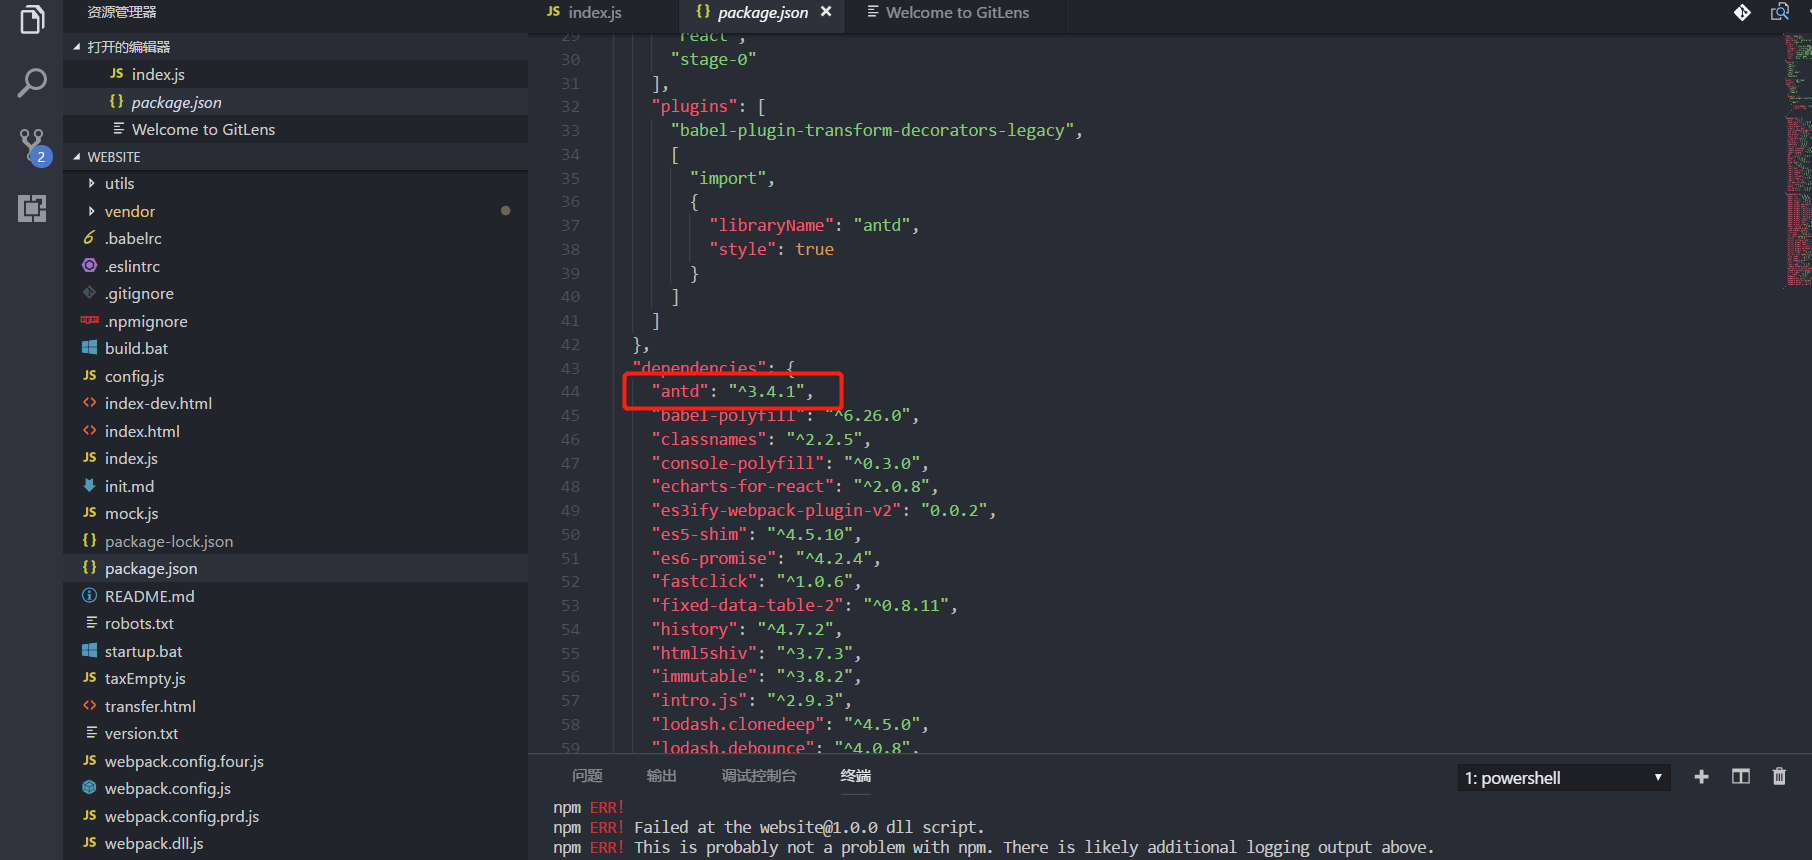 资源管理器
打开的编辑器
JS index.js
{} package.json
Welcome to GitLens
2
WEBSITE
utils
vendor
.babelrc
.eslintrc
.gitignore
npm .npmignore
build.bat
JS config.js
<> index-dev.html
<> index.html
JS index.js
init.md
JS mock.js
{} package-lock.json
{} package.json
README.md
robots.txt
startup.bat
JS taxEmpty.js
<> transfer.html
version.txt
JS webpack.config.four.js
webpack.config.js
JS webpack.config.prd.js
JS webpack.dll.js
JS index.js {} package.json × Welcome to GitLens
29 "react",
30 "stage-0"
31 ],
32 "plugins": [
33 "babel-plugin-transform-decorators-legacy",
34 [
35 "import",
36 {
37 "libraryName": "antd",
38 "style": true
39 }
40 ]
41 ]
42 },
43 "dependencies": {
44 "antd": "^3.4.1",
45 "babel-polyfill": "^6.26.0",
46 "classnames": "^2.2.5",
47 "console-polyfill": "^0.3.0",
48 "echarts-for-react": "^2.0.8",
49 "es3ify-webpack-plugin-v2": "0.0.2",
50 "es5-shim": "^4.5.10",
51 "es6-promise": "^4.2.4",
52 "fastclick": "^1.0.6",
53 "fixed-data-table-2": "^0.8.11",
54 "history": "^4.7.2",
55 "html5shiv": "^3.7.3",
56 "immutable": "^3.8.2",
57 "intro.js": "^2.9.3",
58 "lodash.clonedeep": "^4.5.0",
59 "lodash.debounce": "^4.0.8",
问题 输出 调试控制台 终端 1: powershell
npm ERR!
npm ERR! Failed at the website@1.0.0 dll script.
npm ERR! This is probably not a problem with npm. There is likely additional logging output above.